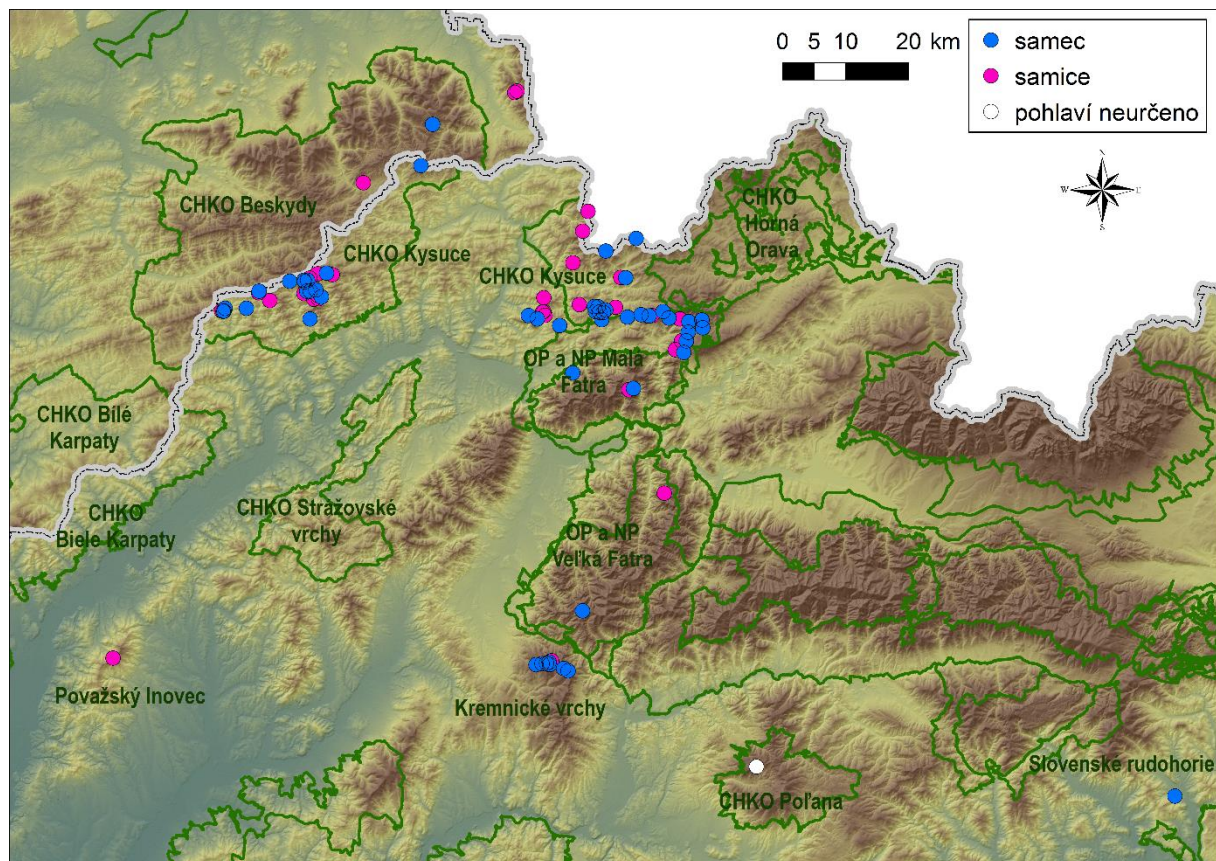 0 5 10 20 km
samec
samice
pohlaví neurčeno
N
W E
S
CHKO Beskydy
CHKO Kysuce
CHKO Kysuce
CHKO
Horná
Orava
OP a NP Malá
Fatra
CHKO Bílé
Karpaty
CHKO
Biele Karpaty
CHKO Strážovské
vrchy
OP a NP
Veľká Fatra
Považský Inovec
Kremnické vrchy
CHKO Poľana
Slovenské rudohorie